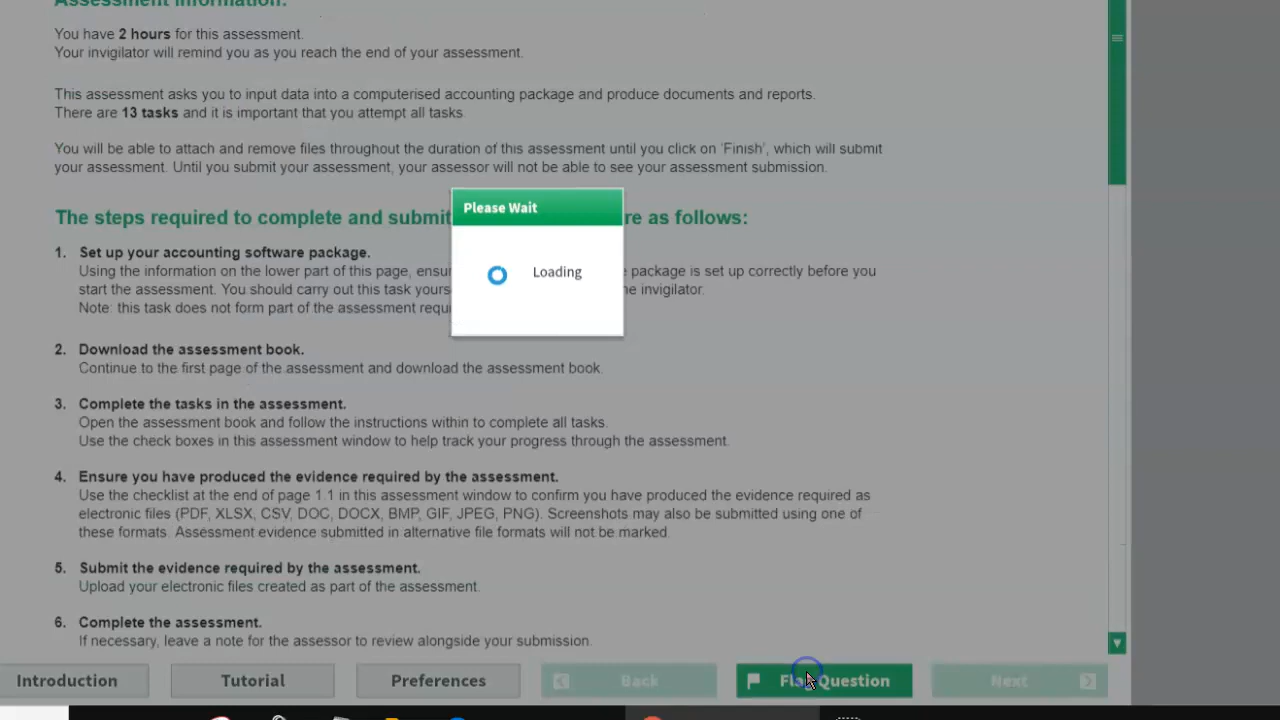 Assessment information:
You have 2 hours for this assessment.
Your invigilator will remind you as you reach the end of your assessment.
This assessment asks you to input data into a computerised accounting package and produce documents and reports.
There are 13 tasks and it is important that you attempt all tasks.
You will be able to attach and remove files throughout the duration of this assessment until you click on 'Finish', which will submit
your assessment. Until you submit your assessment, your assessor will not be able to see your assessment submission.
Please Wait
Loading
The steps required to complete and submit re as follows:
1. Set up your accounting software package.
Using the information on the lower part of this page, ensu package is set up correctly before you
start the assessment. You should carry out this task yours he invigilator.
Note: this task does not form part of the assessment requi
2. Download the assessment book.
Continue to the first page of the assessment and download the assessment book.
3. Complete the tasks in the assessment.
Open the assessment book and follow the instructions within to complete all tasks.
Use the check boxes in this assessment window to help track your progress through the assessment.
4. Ensure you have produced the evidence required by the assessment.
Use the checklist at the end of page 1.1 in this assessment window to confirm you have produced the evidence required as
electronic files (PDF, XLSX, CSV, DOC, DOCX, BMP, GIF, JPEG, PNG). Screenshots may also be submitted using one of
these formats. Assessment evidence submitted in alternative file formats will not be marked.
5. Submit the evidence required by the assessment.
Upload your electronic files created as part of the assessment.
6. Complete the assessment.
If necessary, leave a note for the assessor to review alongside your submission.
Introduction Tutorial Preferences Back Flag Question Next